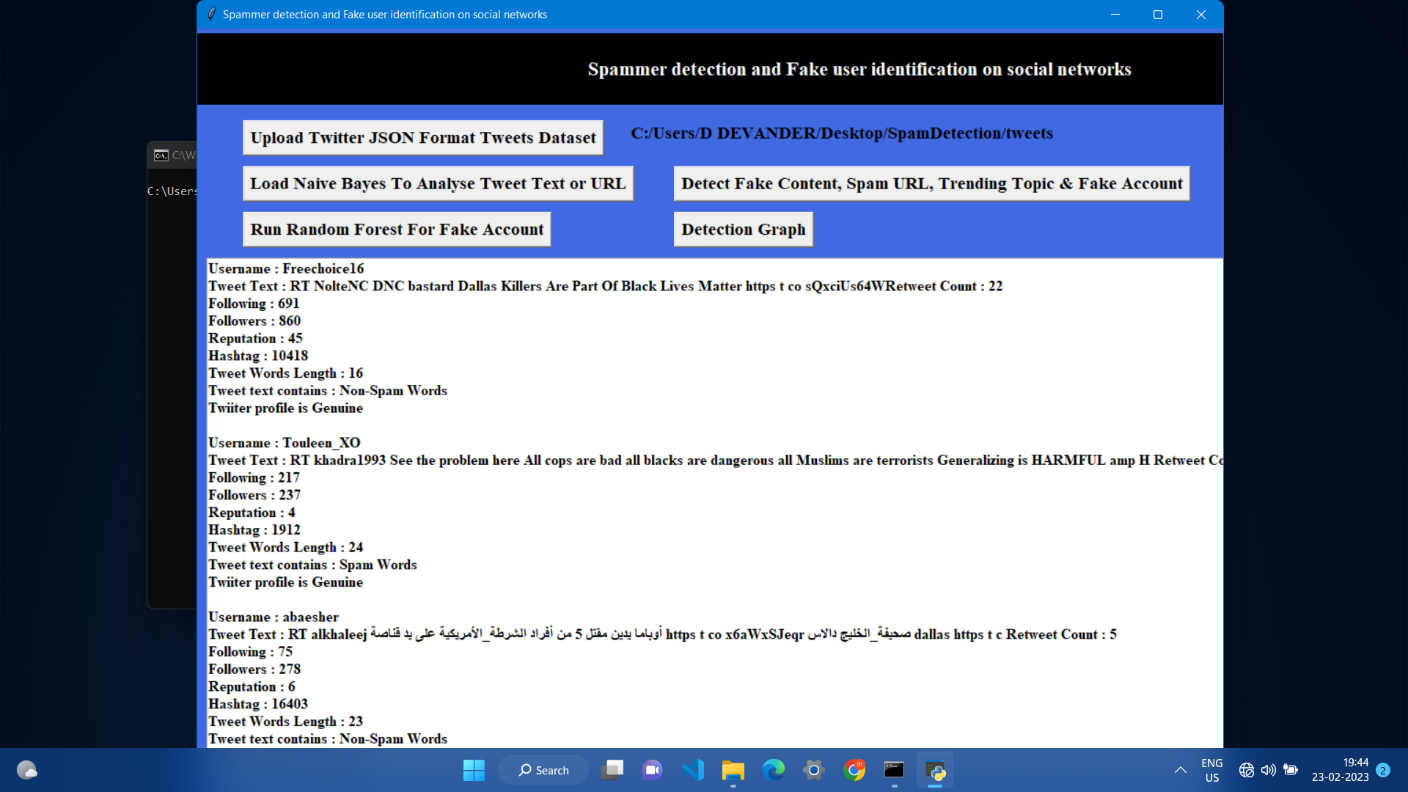 Spammer detection and Fake user identification on social networks
Spammer detection and Fake user identification on social networks
Upload Twitter JSON Format Tweets Dataset
C:/Users/D DEVANDER/Desktop/SpamDetection/tweets
Load Naive Bayes To Analyse Tweet Text or URL
Detect Fake Content, Spam URL, Trending Topic & Fake Account
Run Random Forest For Fake Account
Detection Graph
C:\W
C:\Users
Username : Freechoice16
Tweet Text : RT NolteNC DNC bastard Dallas Killers Are Part Of Black Lives Matter https t co sQxciUs64WRetweet Count : 22
Following : 691
Followers : 860
Reputation : 45
Hashtag : 10418
Tweet Words Length : 16
Tweet text contains : Non-Spam Words
Twiiter profile is Genuine
Username : Touleen_XO
Tweet Text : RT khadra1993 See the problem here All cops are bad all blacks are dangerous all Muslims are terrorists Generalizing is HARMFUL amp H Retweet Co
Following : 217
Followers : 237
Reputation : 4
Hashtag : 1912
Tweet Words Length : 24
Tweet text contains : Spam Words
Twiiter profile is Genuine
Username : abaesher
Tweet Text : RT alkhaleej أوباما يدين مقتل 5 من أفراد الشرطة_الأمريكية على يد قناصة https t co x6aWxSJeqr صحيفة_الخليج دالاس dallas https t c Retweet Count : 5
Following : 75
Followers : 278
Reputation : 6
Hashtag : 16403
Tweet Words Length : 23
Tweet text contains : Non-Spam Words
Search
ENG
US
19:44
23-02-2023
2